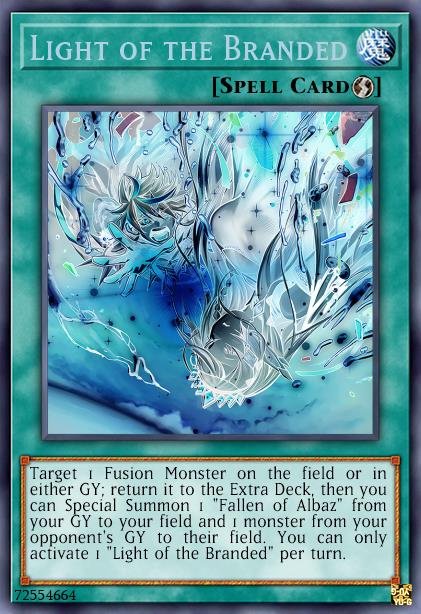 Light of the Branded 魔
[Spell Card]
Target 1 Fusion Monster on the field or in
either GY; return it to the Extra Deck, then you
can Special Summon 1 "Fallen of Albaz" from
your GY to your field and 1 monster from your
opponent's GY to their field. You can only
activate 1 "Light of the Branded" per turn.
72554664